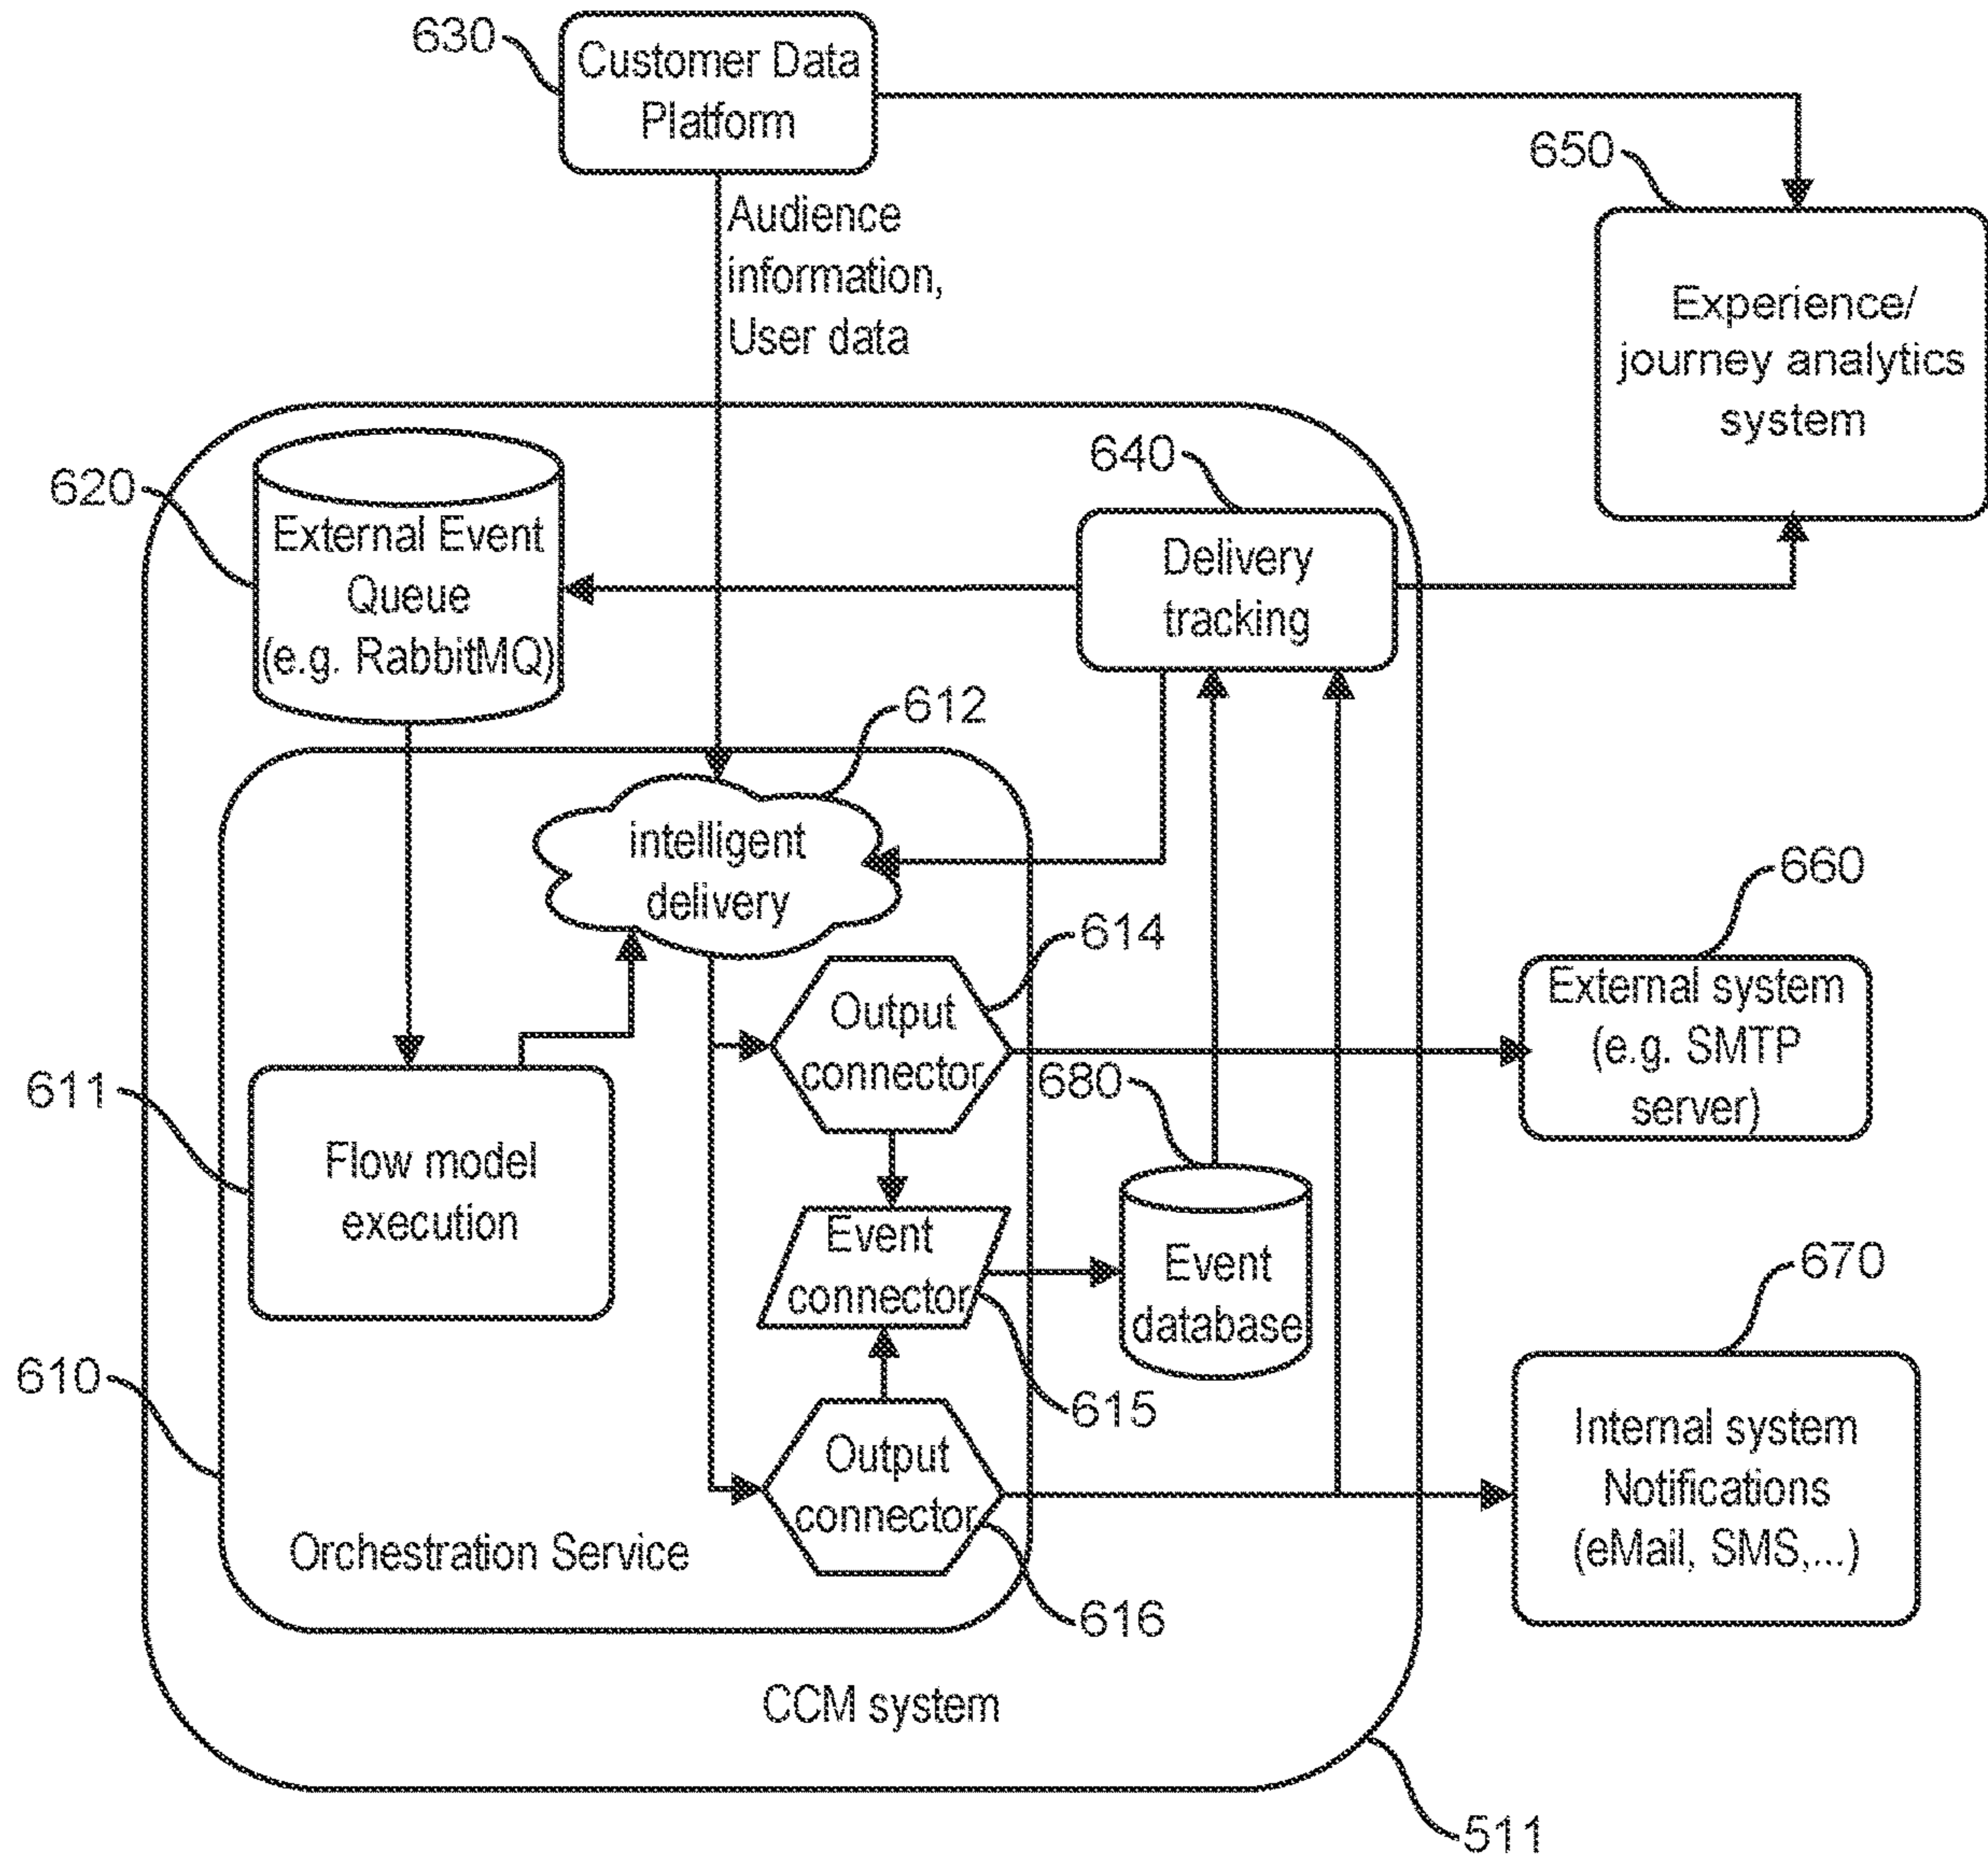 630
Customer Data
Platform
650
Audience
information,
User data
Experience/
journey analytics
system
640
620
External Event
Queue
(e.g. RabbitMQ)
Delivery
tracking
612
intelligent
delivery
660
614
External system
(e.g. SMTP
server)
Output
connector
680
611
Flow model
execution
Event
connector
Event
database
670
610
615
Internal system
Notifications
(eMail, SMS,...)
Output
connector
Orchestration Service
616
CCM system
511